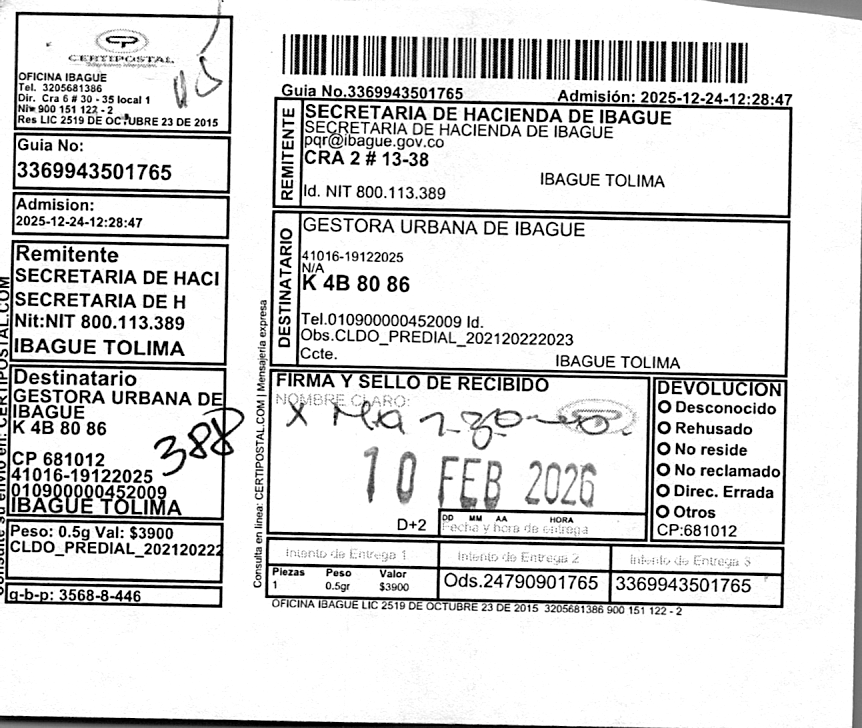 CERTIPOSTAL
OFICINA IBAGUE
Tel. 3205681386
Dir. Cra 6 # 30 - 35 local 1
Nit- 900 151 122 - 2
Res LIC 2519 DE OCTUBRE 23 DE 2015
Guia No:
3369943501765
Admision:
2025-12-24-12:28:47
Remitente
SECRETARIA DE HACI
SECRETARIA DE H
Nit:NIT 800.113.389
IBAGUE TOLIMA
Destinatario
GESTORA URBANA DE
IBAGUE
K 4B 80 86
388
CP 681012
41016-19122025
010900000452009
IBAGUE TOLIMA
Peso: 0.5g Val: $3900
CLDO_PREDIAL_202120222
q-b-p: 3568-8-446
Guia No.3369943501765
Admisión: 2025-12-24-12:28:47
REMITENTE
SECRETARIA DE HACIENDA DE IBAGUE
SECRETARIA DE HACIENDA DE IBAGUE
pqr@ibague.gov.co
CRA 2 # 13-38
IBAGUE TOLIMA
Id. NIT 800.113.389
DESTINATARIO
GESTORA URBANA DE IBAGUE
41016-19122025
N/A
K 4B 80 86
Tel.010900000452009 Id.
Obs.CLDO_PREDIAL_202120222023
Ccte.
IBAGUE TOLIMA
Consulta en linea: CERTIPOSTAL.COM | Mensajería expresa
FIRMA Y SELLO DE RECIBIDO
NOMBRE CLARO:
10 FEB 2026
D+2
DD MM AA HORA
Fecha y hora de entrega
DEVOLUCION
Desconocido
Rehusado
No reside
No reclamado
Direc. Errada
Otros
CP:681012
Intento de Entrega 1
Intento de Entrega 2
Intento de Entrega 3
Piezas Peso Valor
1 0.5gr $3900
Ods.24790901765
3369943501765
OFICINA IBAGUE LIC 2519 DE OCTUBRE 23 DE 2015 3205681386 900 151 122 - 2